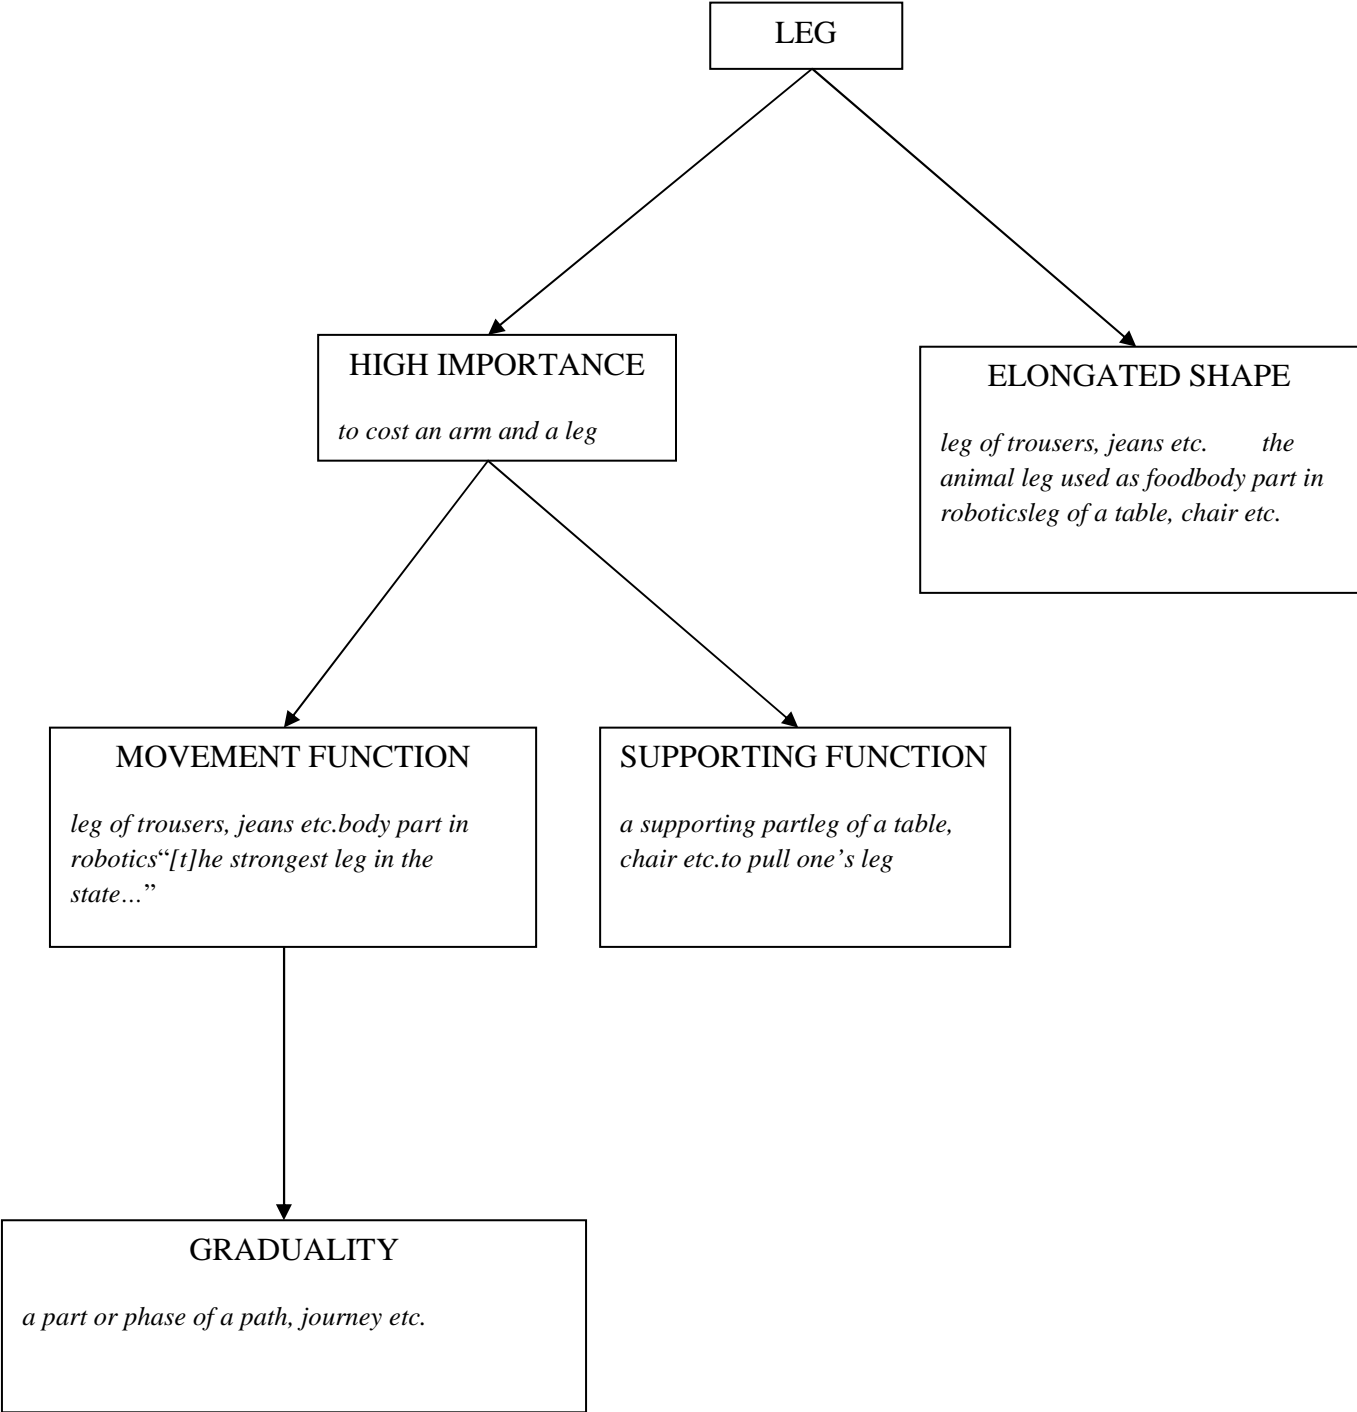 LEG
HIGH IMPORTANCE
to cost an arm and a leg
ELONGATED SHAPE
leg of trousers, jeans etc. the
animal leg used as foodbody part in
roboticsleg of a table, chair etc.
MOVEMENT FUNCTION
leg of trousers, jeans etc.body part in
robotics“[t]he strongest leg in the
state…”
SUPPORTING FUNCTION
a supporting partleg of a table,
chair etc.to pull one’s leg
GRADUALITY
a part or phase of a path, journey etc.